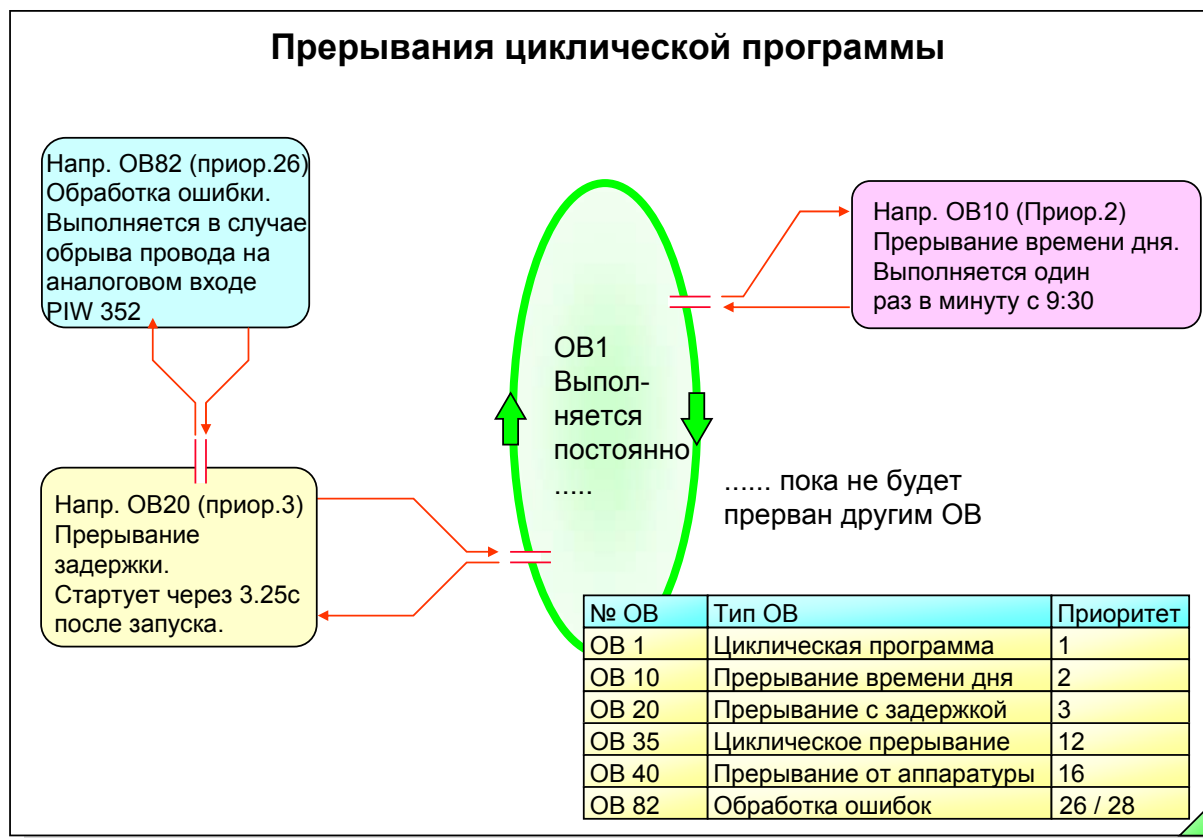 Прерывания циклической программы
Напр. OB82 (приор.26)
Обработка ошибки.
Выполняется в случае
обрыва провода на
аналоговом входе
PIW 352
Напр. OB10 (Приор.2)
Прерывание времени дня.
Выполняется один
раз в минуту с 9:30
OB1
Выпол-
няется
постоянно
.....
...... пока не будет
прерван другим OB
Напр. OB20 (приор.3)
Прерывание
задержки.
Стартует через 3.25с
после запуска.
№ OB Тип OB Приоритет
OB 1 Циклическая программа 1
OB 10 Прерывание времени дня 2
OB 20 Прерывание с задержкой 3
OB 35 Циклическое прерывание 12
OB 40 Прерывание от аппаратуры 16
OB 82 Обработка ошибок 26 / 28